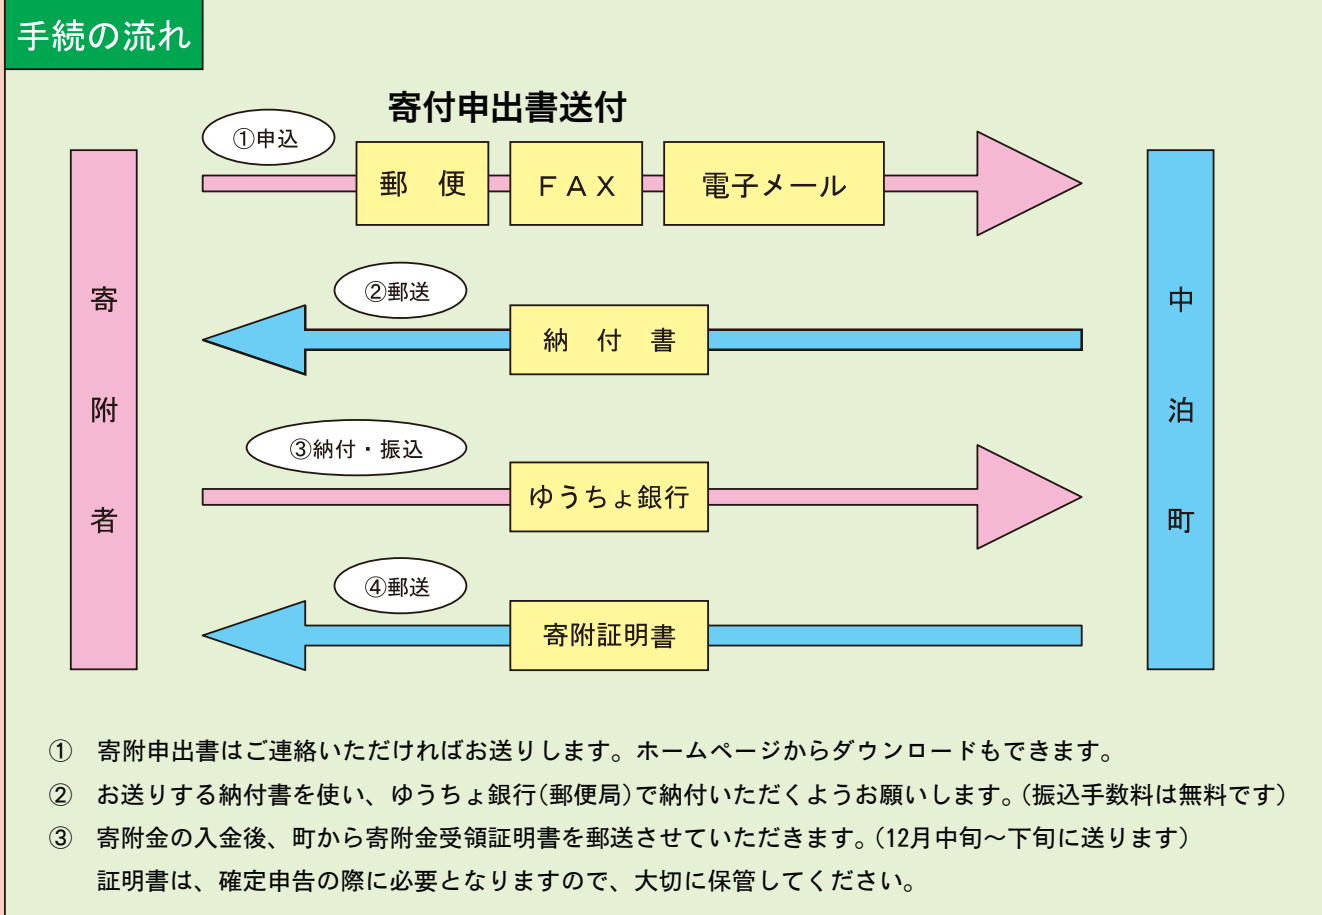 手続の流れ
寄付申出書送付
①申込
郵　便
ＦＡＸ
電子メール
②郵送
納　付　書
③納付・振込
ゆうちょ銀行
④郵送
寄附証明書
寄附者
中泊町
①　寄附申出書はご連絡いただければお送りします。ホームページからダウンロードもできます。
②　お送りする納付書を使い、ゆうちょ銀行(郵便局)で納付いただくようお願いします。(振込手数料は無料です)
③　寄附金の入金後、町から寄附金受領証明書を郵送させていただきます。(12月中旬～下旬に送ります)
証明書は、確定申告の際に必要となりますので、大切に保管してください。